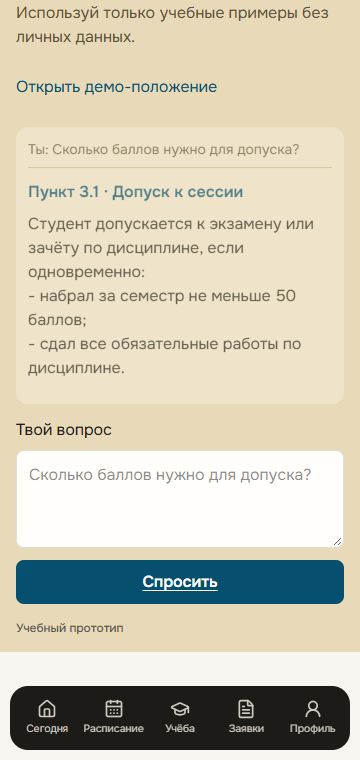 Используй только учебные примеры без
личных данных.
Открыть демо-положение
Ты: Сколько баллов нужно для допуска?
Пункт 3.1 · Допуск к сессии
Студент допускается к экзамену или
зачёту по дисциплине, если
одновременно:
- набрал за семестр не меньше 50
баллов;
- сдал все обязательные работы по
дисциплине.
Твой вопрос
Сколько баллов нужно для допуска?
Спросить
Учебный прототип
Сегодня Расписание Учёба Заявки Профиль